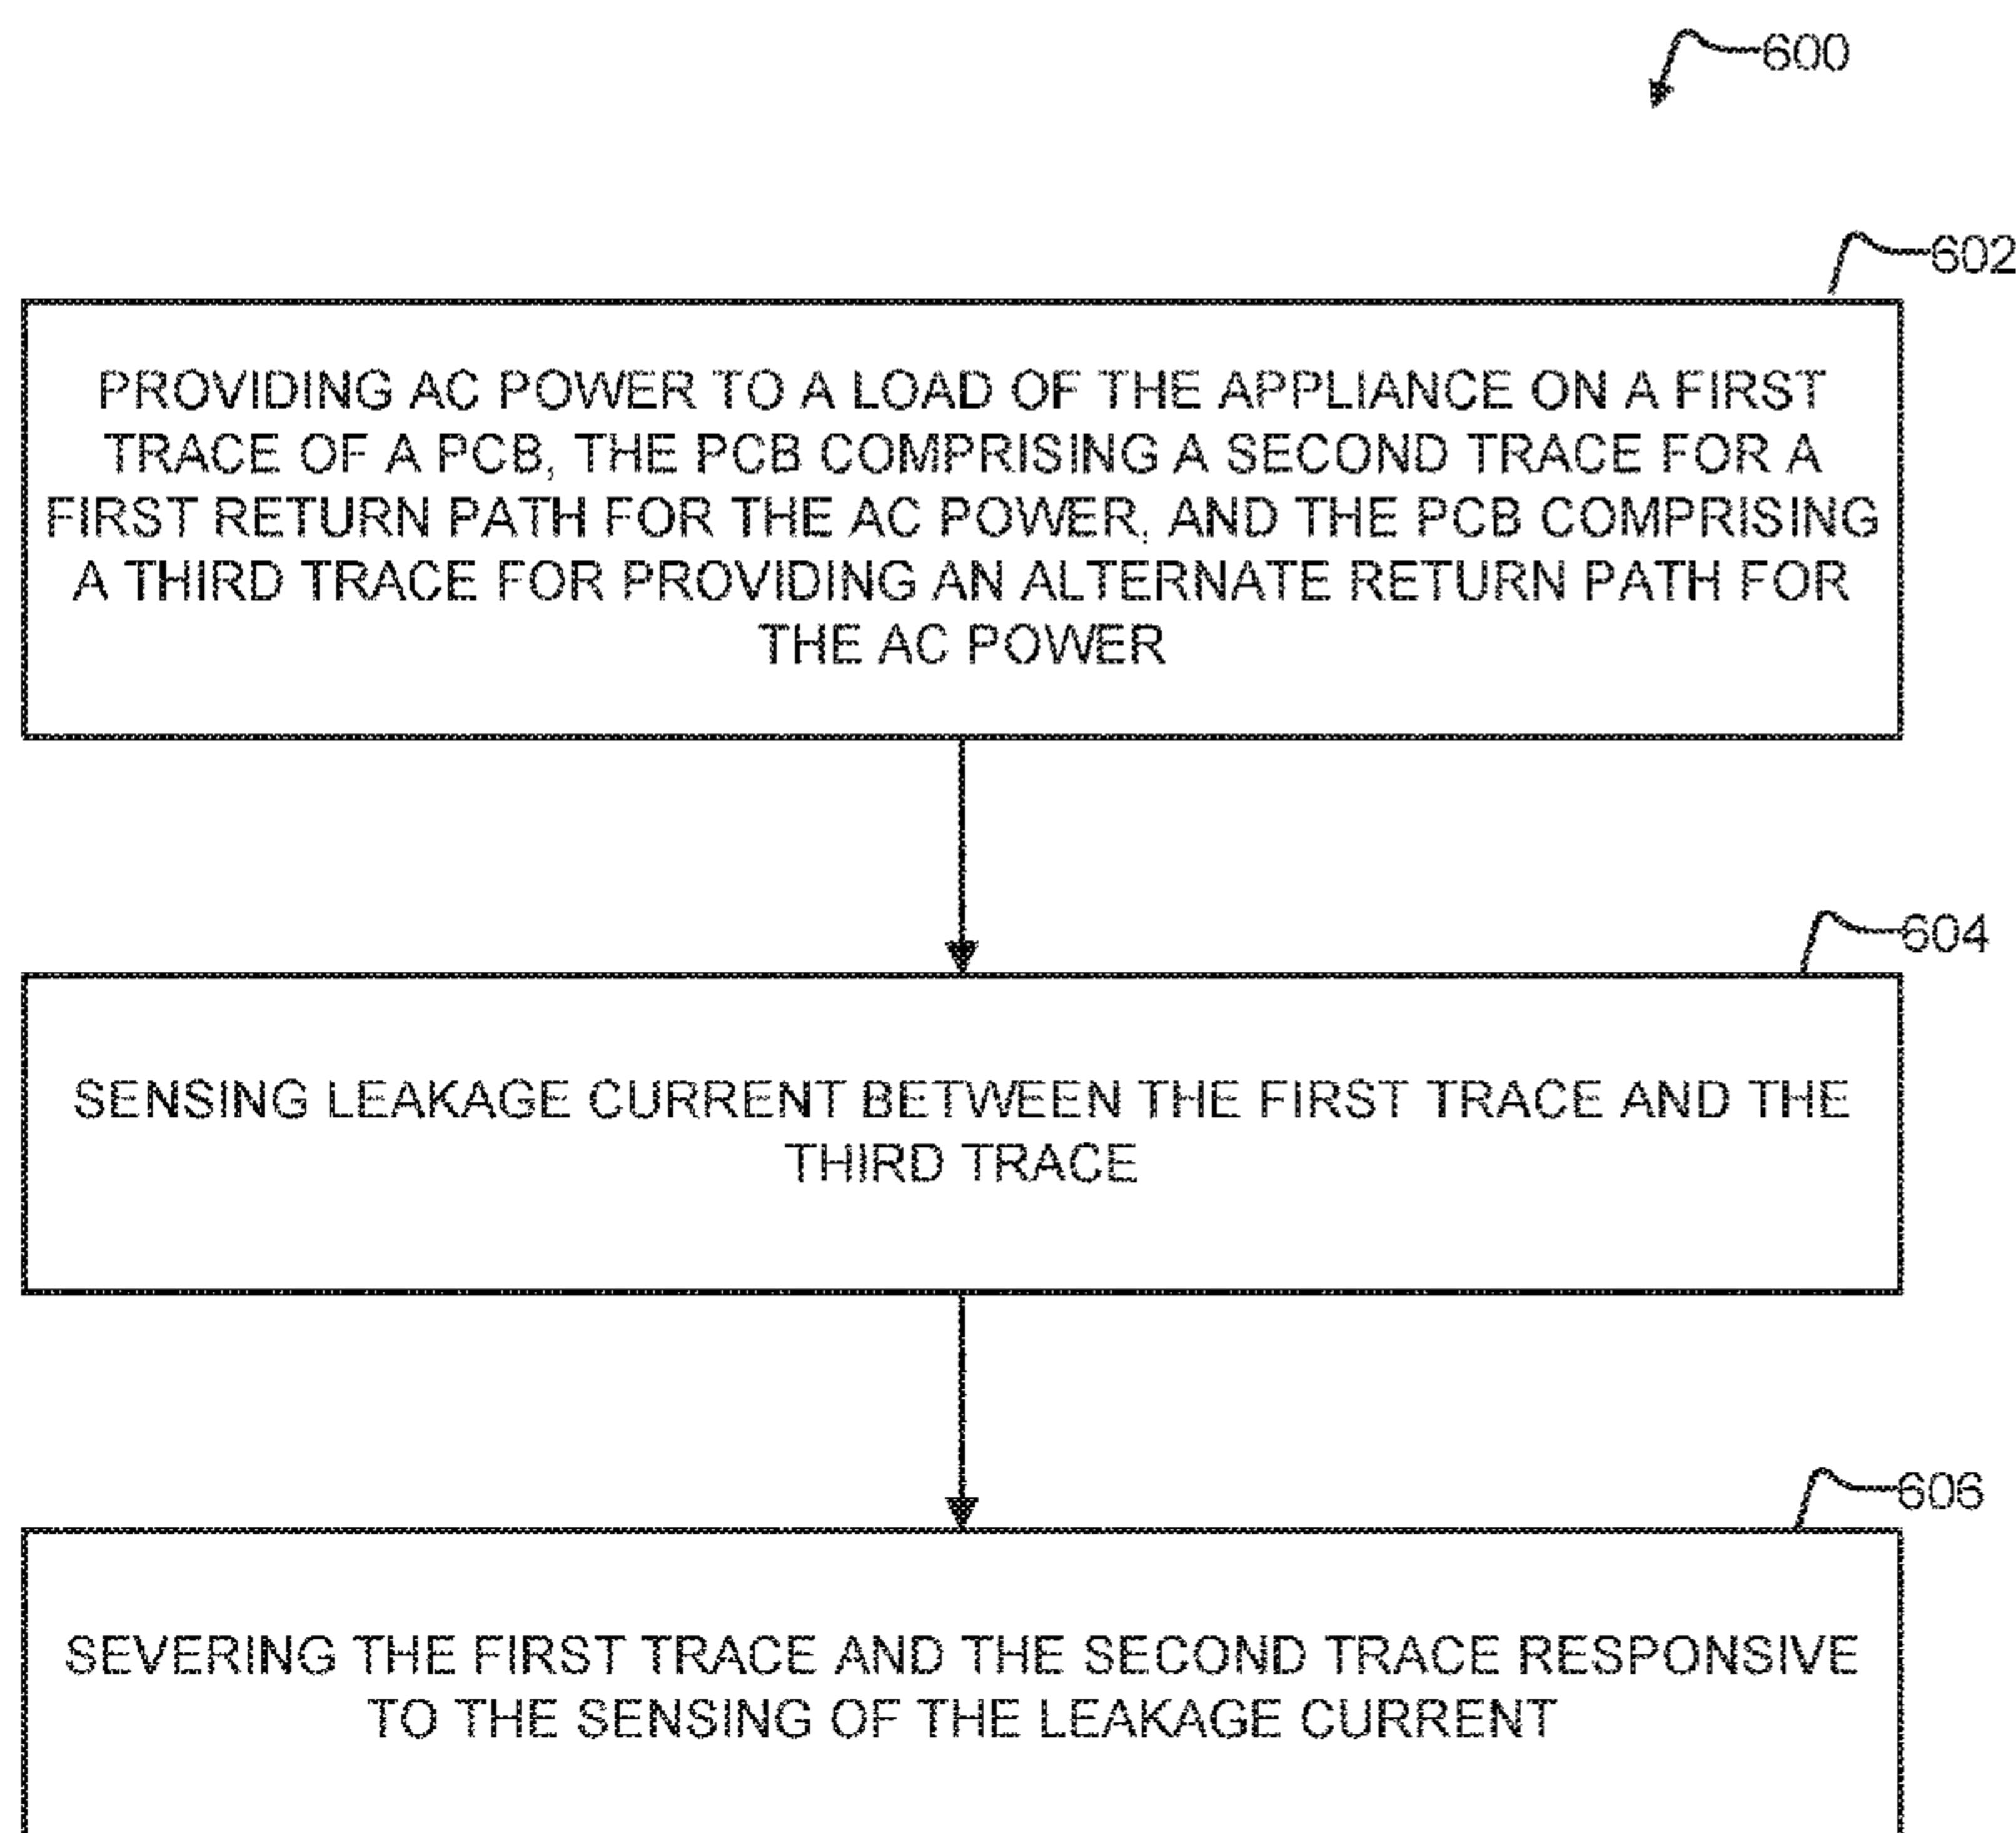 600
602
PROVIDING AC POWER TO A LOAD OF THE APPLIANCE ON A FIRST
TRACE OF A PCB, THE PCB COMPRISING A SECOND TRACE FOR A
FIRST RETURN PATH FOR THE AC POWER, AND THE PCB COMPRISING
A THIRD TRACE FOR PROVIDING AN ALTERNATE RETURN PATH FOR
THE AC POWER
604
SENSING LEAKAGE CURRENT BETWEEN THE FIRST TRACE AND THE
THIRD TRACE
606
SEVERING THE FIRST TRACE AND THE SECOND TRACE RESPONSIVE
TO THE SENSING OF THE LEAKAGE CURRENT